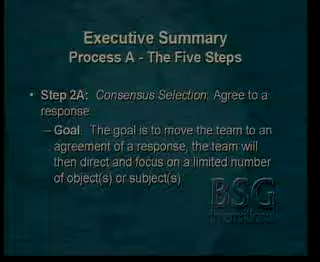 Executive Summary
Process A - The Five Steps
• Step 2A: Consensus Selection: Agree to a
response
– Goal: The goal is to move the team to an
agreement of a response, the team will
then direct and focus on a limited number
of object(s) or subject(s).
BSG